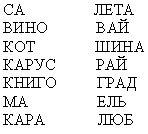 СА ЛЕТА
ВИНО ВАЙ
КОТ ШИНА
КАРУС РАЙ
КНИГО ГРАД
МА ЕЛЬ
КАРА ЛЮБ